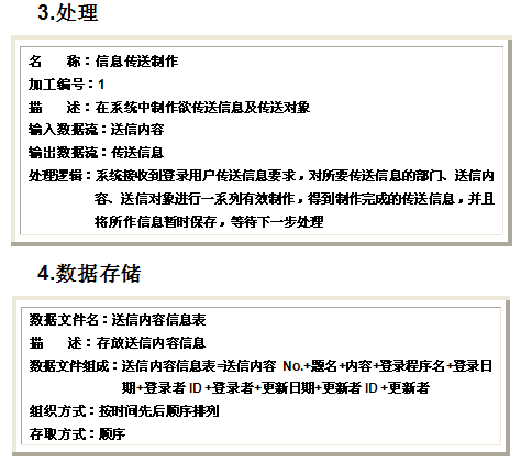 3.处理
名　　称：信息传送制作
加工编号：1
描　　述：在系统中制作欲传送信息及传送对象
输入数据流：送信内容
输出数据流：传送信息
处理逻辑：系统接收到登录用户传送信息要求，对所要传送信息的部门、送信内
容、送信对象进行一系列有效制作，得到制作完成的传送信息，并且
将所作信息暂时保存，等待下一步处理
4.数据存储
数据文件名：送信内容信息表
描　　述：存放送信内容信息
数据文件组成：送信内容信息表=送信内容 No.+题名+内容+登录程序名+登录日
期+登录者 ID +登录者+更新日期+更新者 ID +更新者
组织方式：按时间先后顺序排列
存取方式：顺序